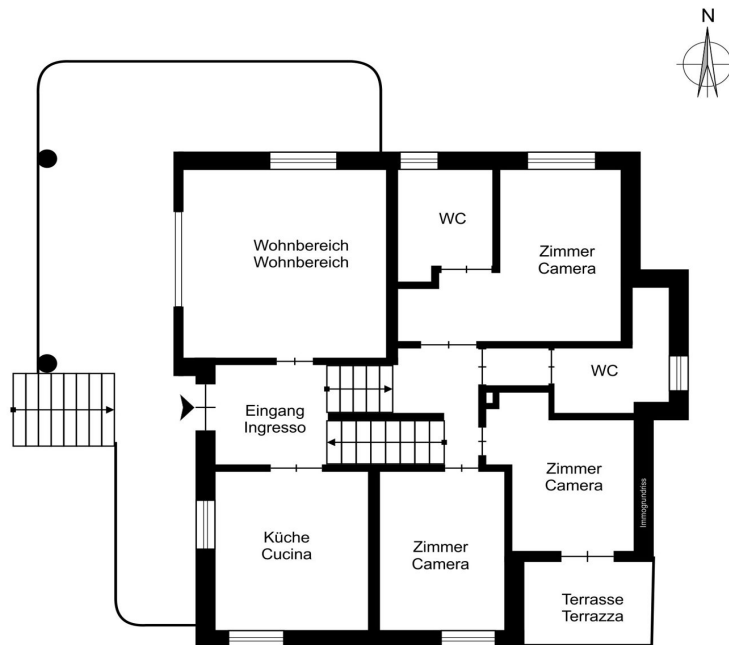 N
Wohnbereich
Wohnbereich
WC
Zimmer
Camera
WC
Eingang
Ingresso
Zimmer
Camera
Küche
Cucina
Zimmer
Camera
Immogrundriss
Terrasse
Terrazza